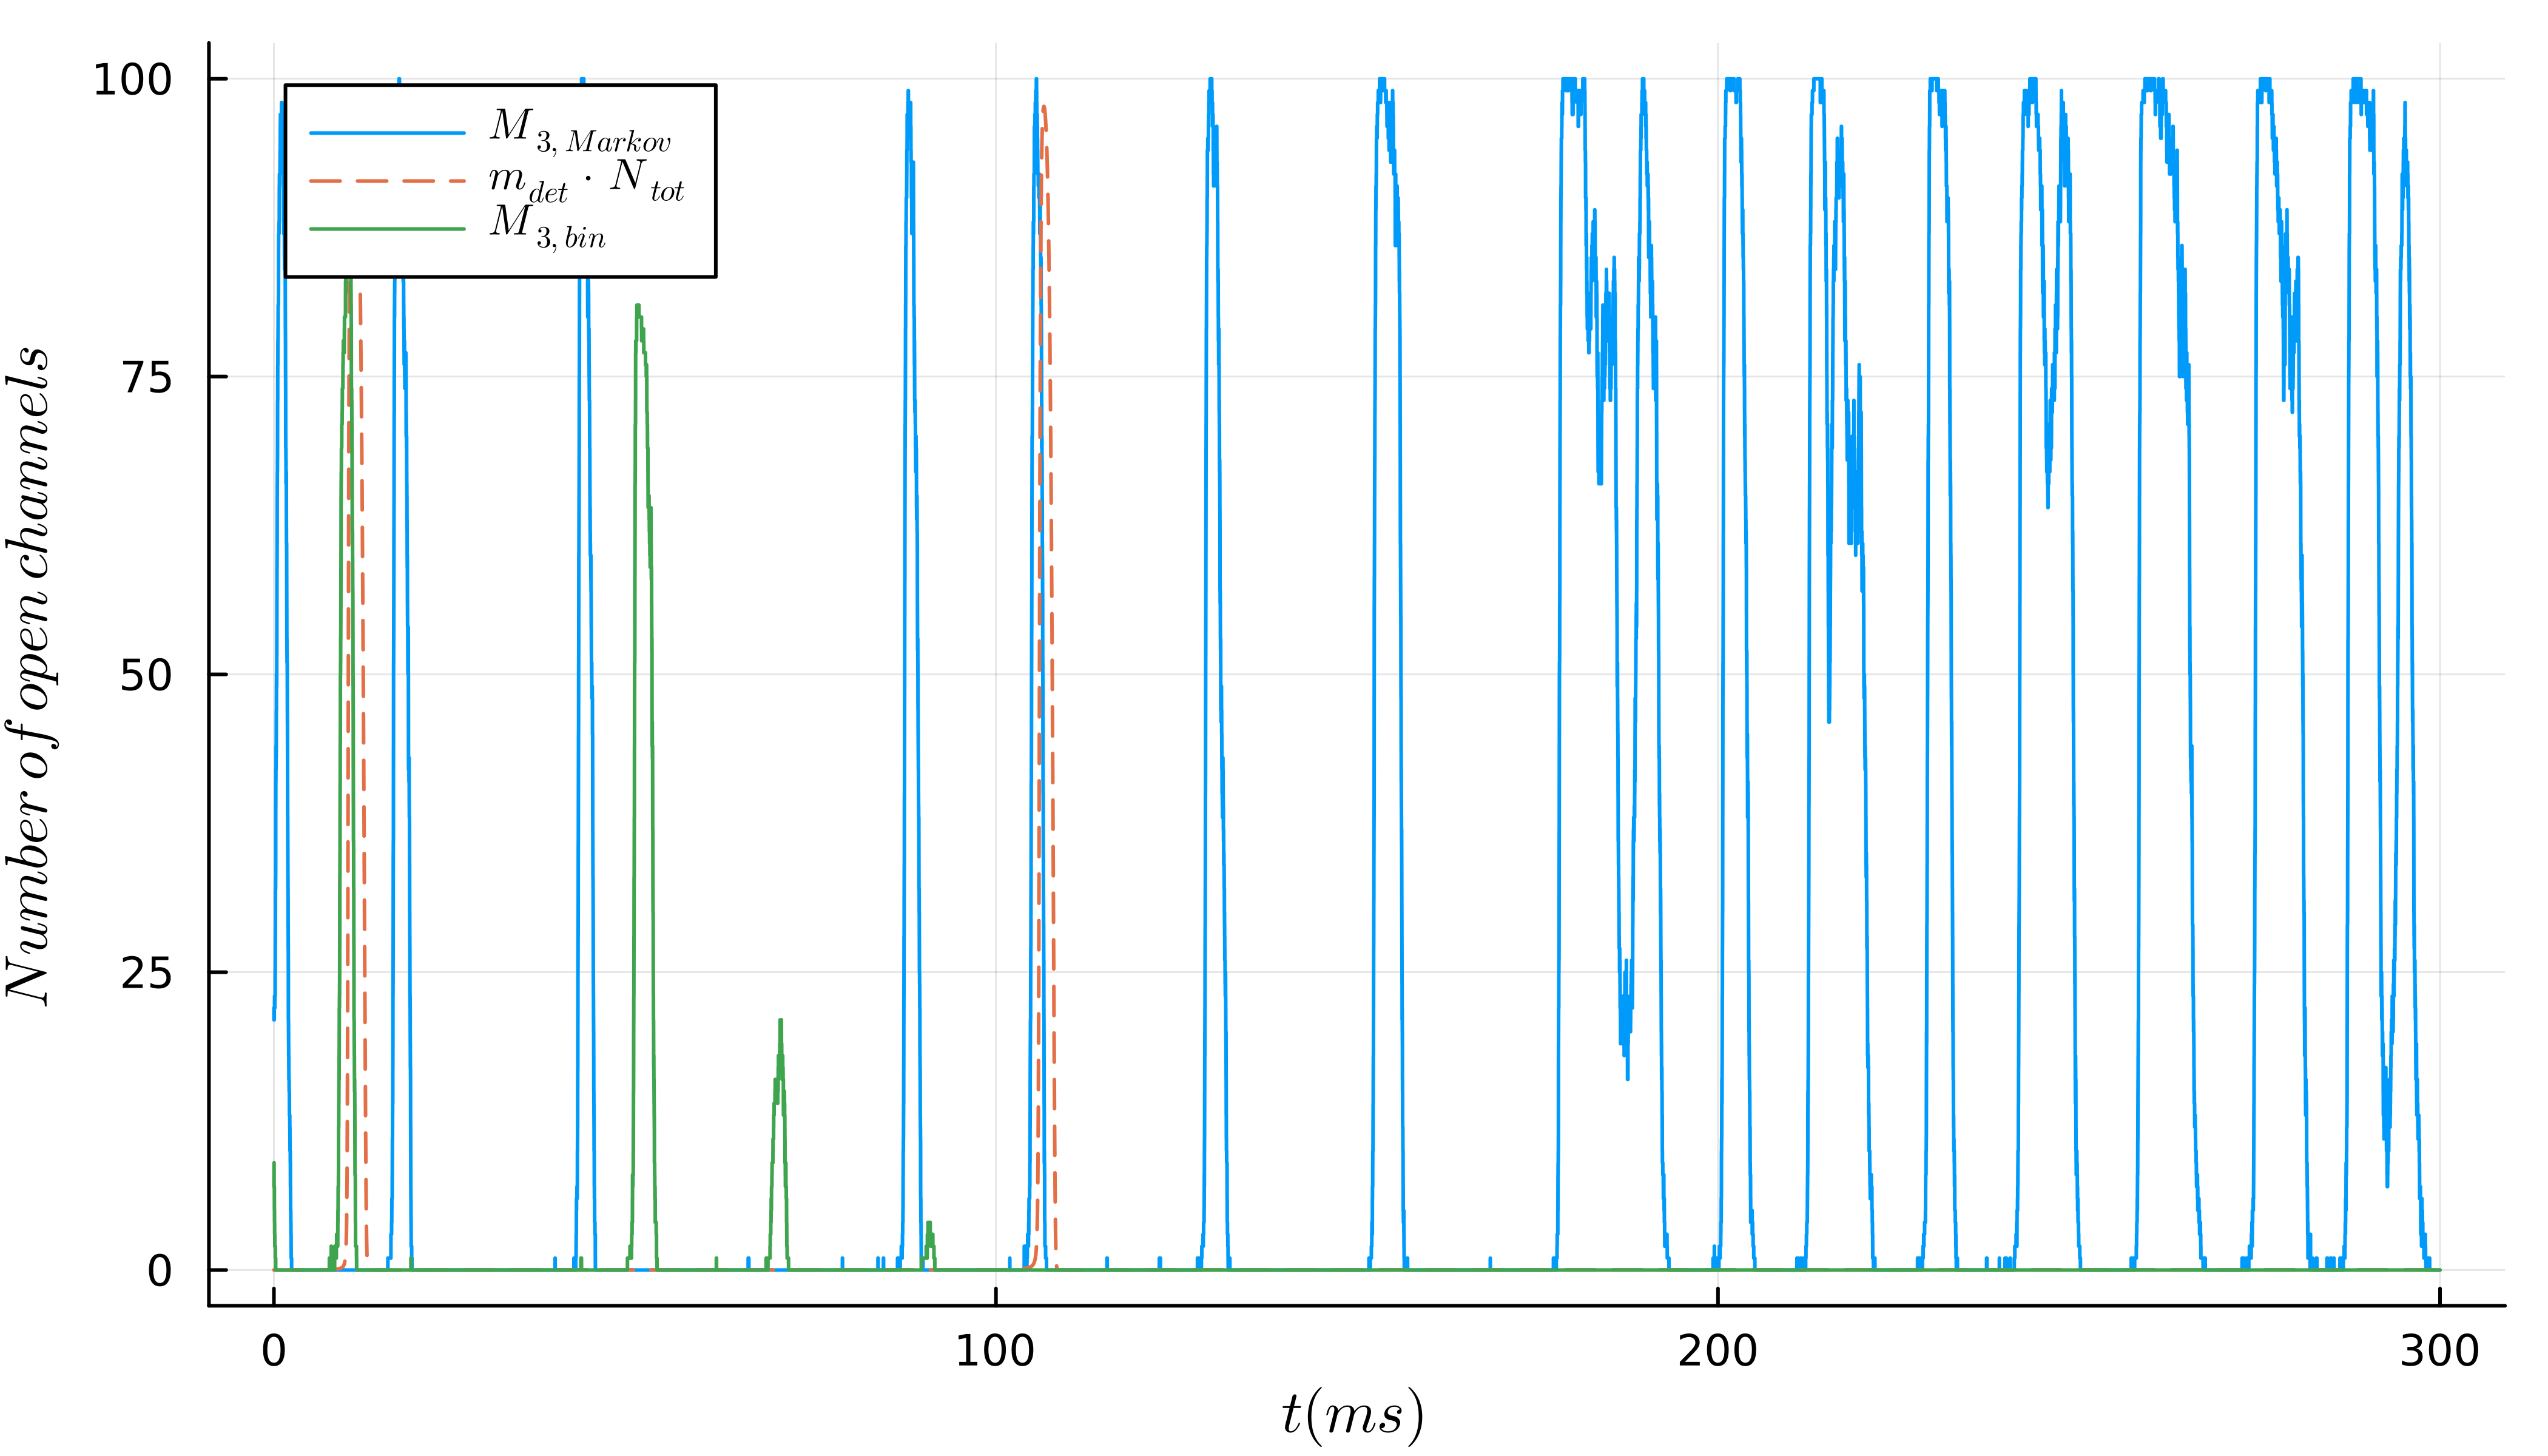 100
75
50
25
0
Number of open channels
M_{3, Markov}
m_{det} · N_{tot}
M_{3, bin}
0 100 200 300
t(ms)